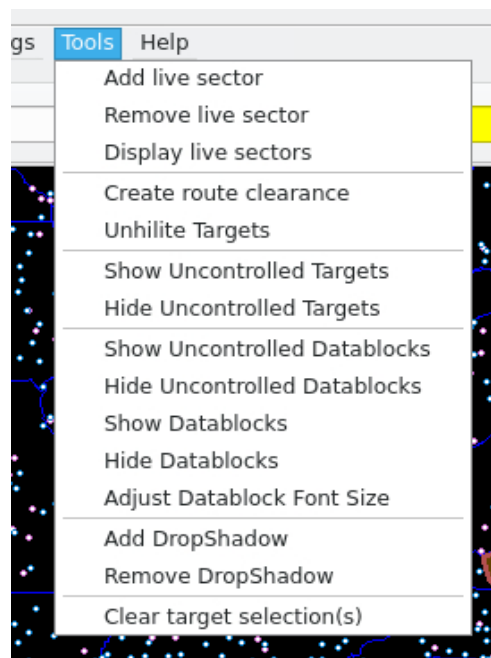 gs Tools Help
Add live sector
Remove live sector
Display live sectors
Create route clearance
Unhilite Targets
Show Uncontrolled Targets
Hide Uncontrolled Targets
Show Uncontrolled Datablocks
Hide Uncontrolled Datablocks
Show Datablocks
Hide Datablocks
Adjust Datablock Font Size
Add DropShadow
Remove DropShadow
Clear target selection(s)